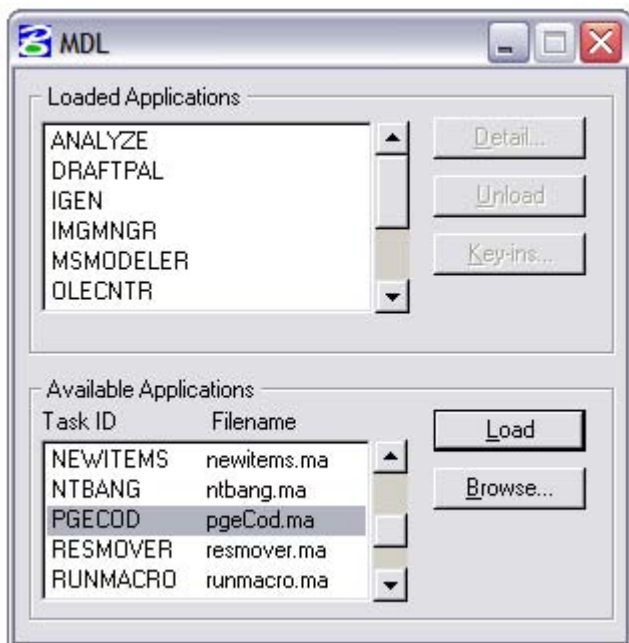 MDL
Loaded Applications
ANALYZE
DRAFTPAL
IGEN
IMGMNGR
MSMODELER
OLECNTR
Detail...
Unload
Key-ins...
Available Applications
Task ID Filename
NEWITEMS newitems.ma
NTBANG ntbang.ma
PGECOD pgeCod.ma
RESMOVER resmover.ma
RUNMACRO runmacro.ma
Load
Browse...